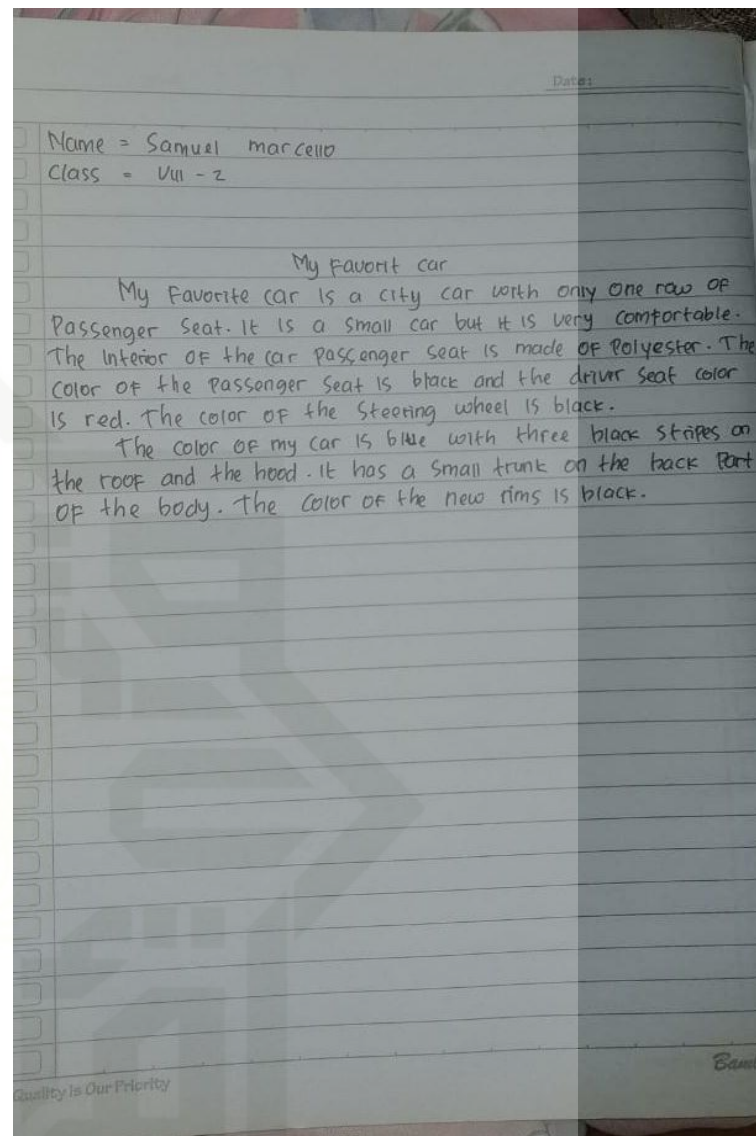 Date:
Name = Samuel marcello
Class = VIII - 2
My Favorit car
My Favorite car is a city car with only one row of
Passenger Seat. It is a small car but it is very comfortable.
The interior of the car passenger seat is made of Polyester. The
color of the Passenger Seat is black and the driver seat color
is red. The color of the Steering wheel is black.
The color of my car is blue with three black stripes on
the roof and the hood. It has a small trunk on the back Part
of the body. The color of the new rims is black.
Quality Is Our Priority